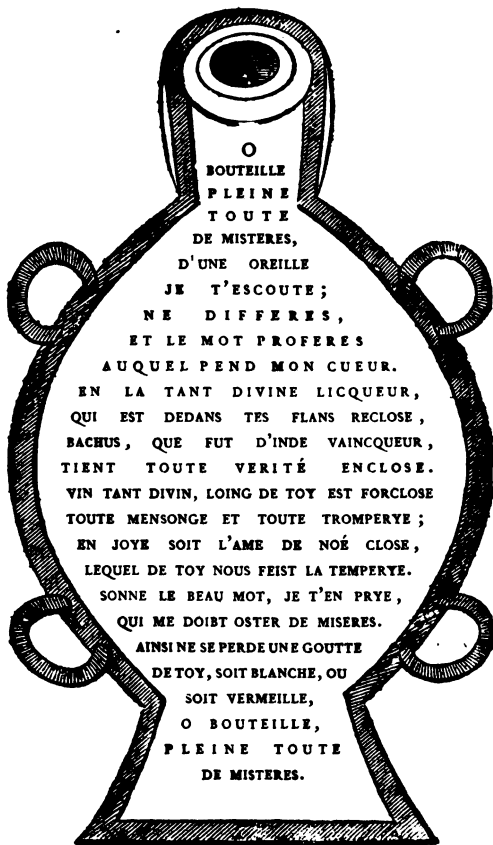 O
BOUTEILLE
PLEINE
TOUTE
DE MISTERES,
D'UNE OREILLE
JE T'ESCOUTE ;
NE DIFFERES,
ET LE MOT PROFERES
AUQUEL PEND MON CUEUR.
EN LA TANT DIVINE LICQUEUR,
QUI EST DEDANS TES FLANS RECLOSE,
BACHUS, QUE FUT D'INDE VAINCQUEUR,
TIENT TOUTE VERITÉ ENCLOSE.
VIN TANT DIVIN, LOING DE TOY EST FORCLOSE
TOUTE MENSONGE ET TOUTE TROMPERYE ;
EN JOYE SOIT L'AME DE NOÉ CLOSE,
LEQUEL DE TOY NOUS FEIST LA TEMPERYE.
SONNE LE BEAU MOT, JE T'EN PRYE,
QUI ME DOIBT OSTER DE MISERES.
AINSI NE SE PERDE UNE GOUTTE
DE TOY, SOIT BLANCHE, OU
SOIT VERMEILLE,
O BOUTEILLE,
PLEINE TOUTE
DE MISTERES.